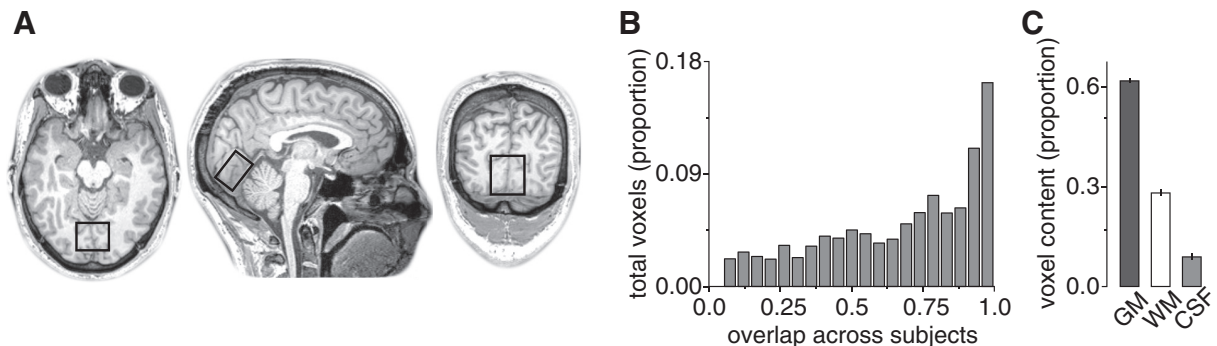 A
B
total voxels (proportion)
0.18
0.09
0.00
0.0
0.25
0.5
0.75
1.0
overlap across subjects
C
voxel content (proportion)
0.6
0.3
0.0
GM
WM
CSF